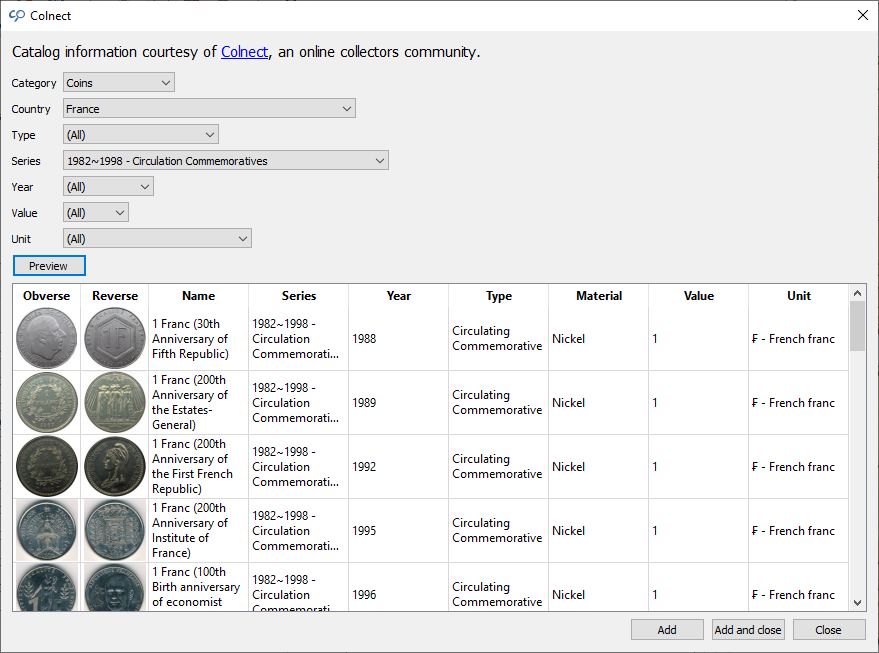 Colnect
Catalog information courtesy of Colnect, an online collectors community.
Category Coins
Country France
Type (All)
Series 1982~1998 - Circulation Commemoratives
Year (All)
Value (All)
Unit (All)
Preview
Obverse Reverse Name Series Year Type Material Value Unit
1 Franc (30th
Anniversary of
Fifth Republic)
1982~1998 -
Circulation
Commemorati...
1988
Circulating
Commemorative
Nickel
1
₣ - French franc
1 Franc (200th
Anniversary of
the Estates-
General)
1982~1998 -
Circulation
Commemorati...
1989
Circulating
Commemorative
Nickel
1
₣ - French franc
1 Franc (200th
Anniversary of
the First French
Republic)
1982~1998 -
Circulation
Commemorati...
1992
Circulating
Commemorative
Nickel
1
₣ - French franc
1 Franc (200th
Anniversary of
Institute of
France)
1982~1998 -
Circulation
Commemorati...
1995
Circulating
Commemorative
Nickel
1
₣ - French franc
1 Franc (100th
Birth anniversary
of economist
1982~1998 -
Circulation
Commemorati
1996
Circulating
Commemorative
Nickel
1
₣ - French franc
Add
Add and close
Close